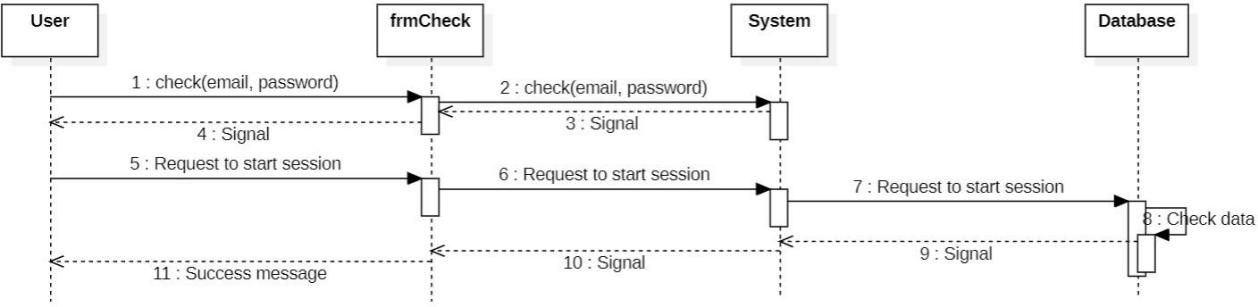 User
frmCheck
System
Database
1 : check(email, password)
2 : check(email, password)
3 : Signal
4 : Signal
5 : Request to start session
6 : Request to start session
7 : Request to start session
8 : Check data
9 : Signal
10 : Signal
11 : Success message